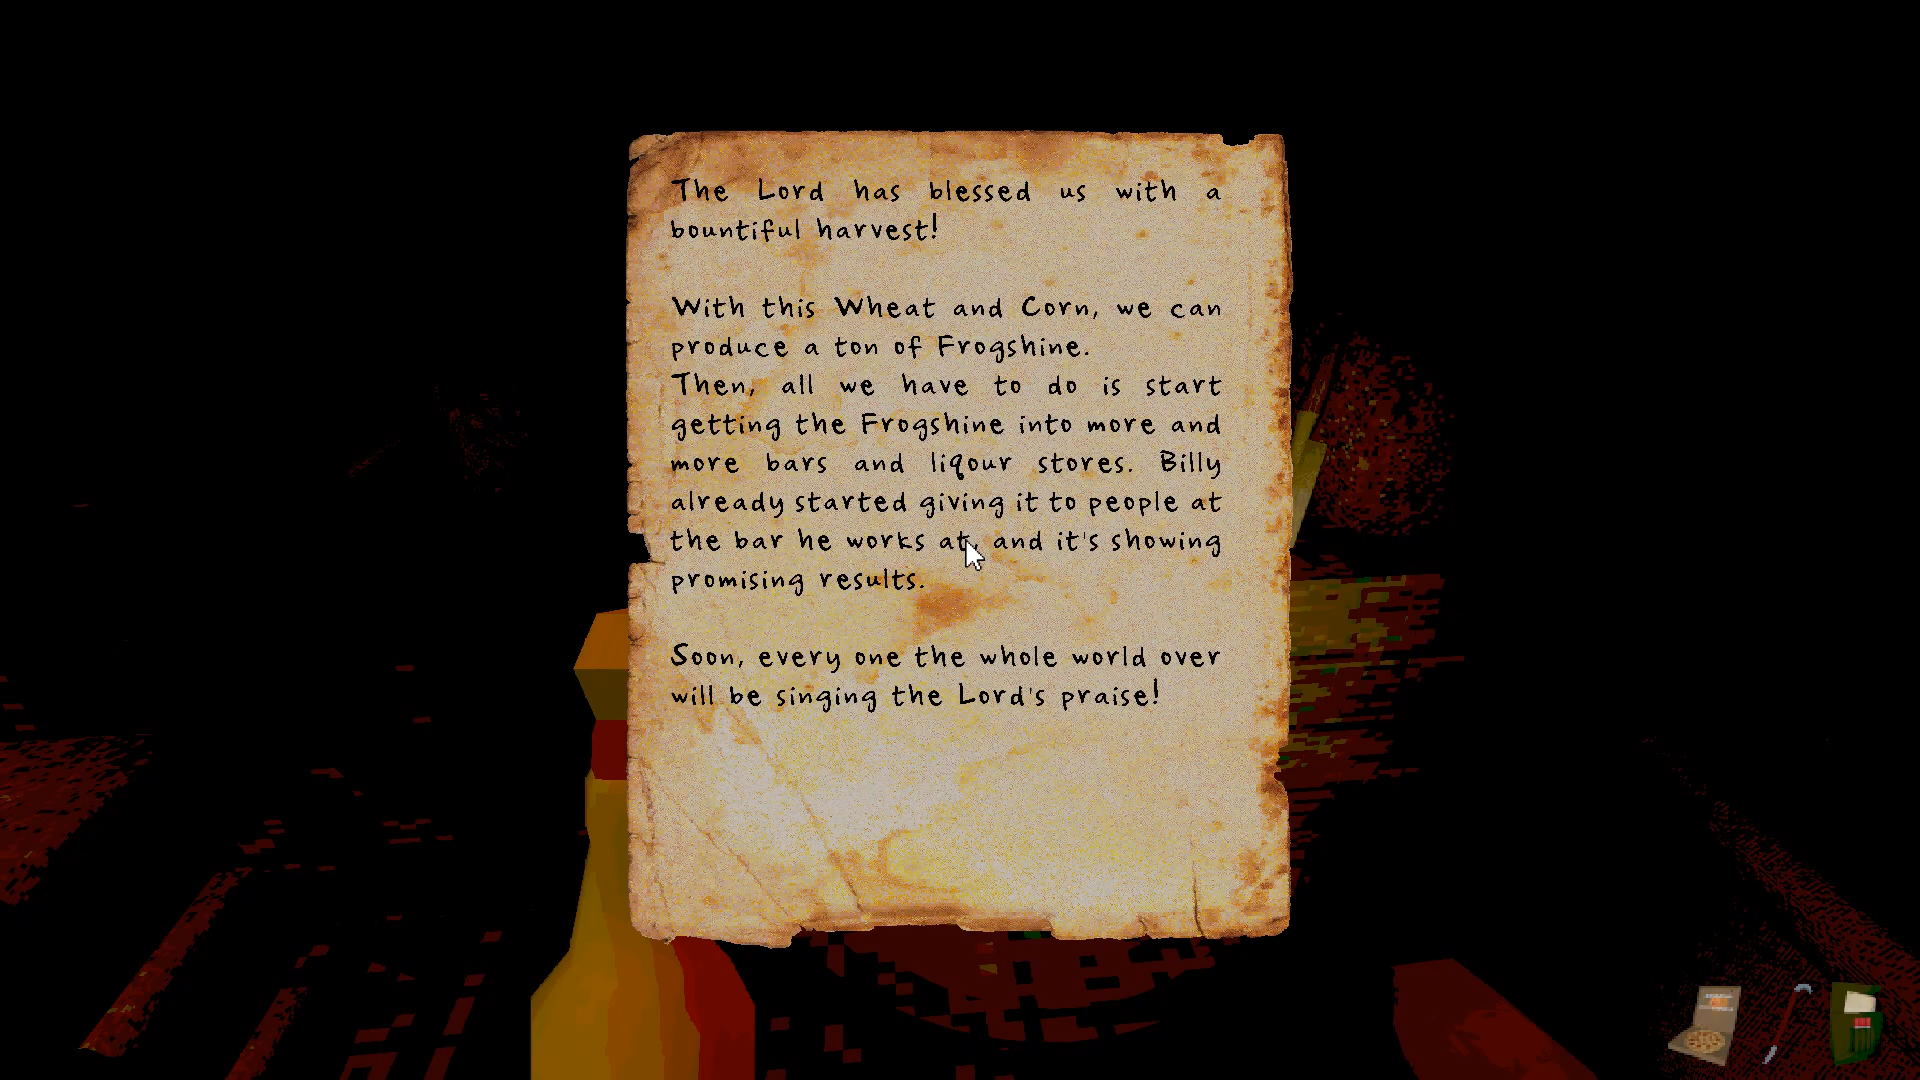 The Lord has blessed us with a
bountiful harvest!
With this Wheat and Corn, we can
produce a ton of Frogshine.
Then, all we have to do is start
getting the Frogshine into more and
more bars and liqour stores. Billy
already started giving it to people at
the bar he works at, and it's showing
promising results.
Soon, every one the whole world over
will be singing the Lord's praise!